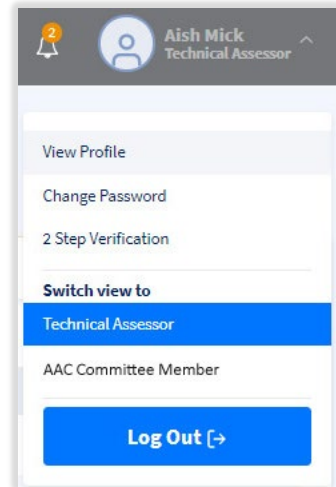 2
Aish Mick
Technical Assessor
View Profile
Change Password
2 Step Verification
Switch view to
Technical Assessor
AAC Committee Member
Log Out